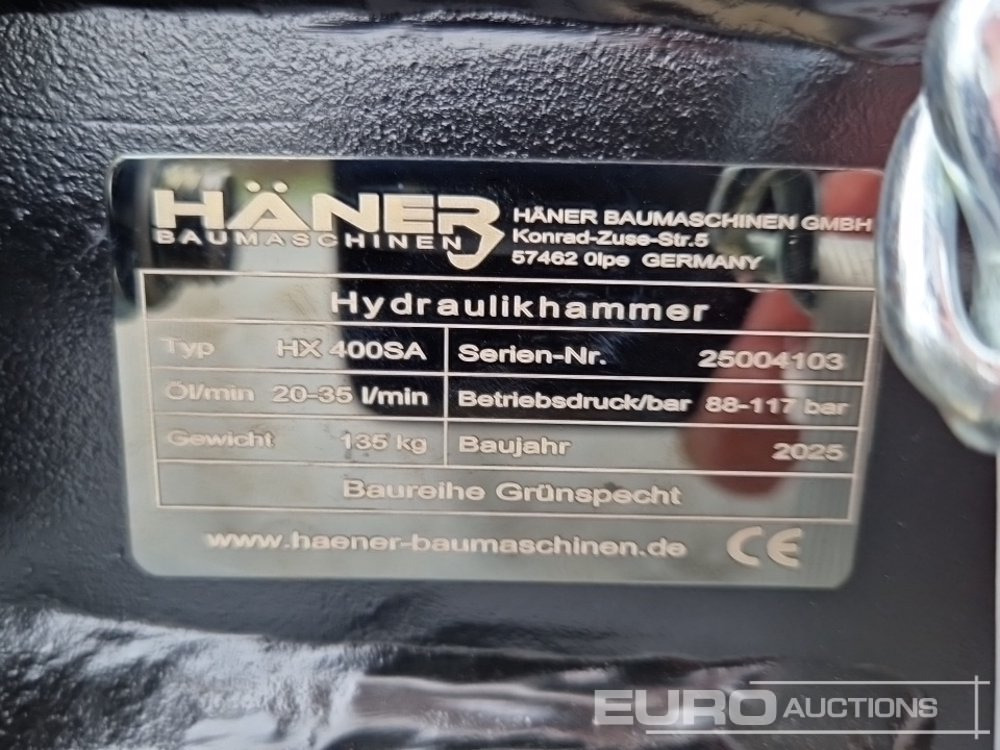 HÄNER
BAUMASCHINEN
HÄNER BAUMASCHINEN GMBH
Konrad-Zuse-Str.5
57462 Olpe GERMANY
Hydraulikhammer
Typ HX 400SA Serien-Nr. 25004103
Öl/min 20-35 l/min Betriebsdruck/bar 88-117 bar
Gewicht 135 kg Baujahr 2025
Baureihe Grünspecht
www.haener-baumaschinen.de CE
EURO AUCTIONS